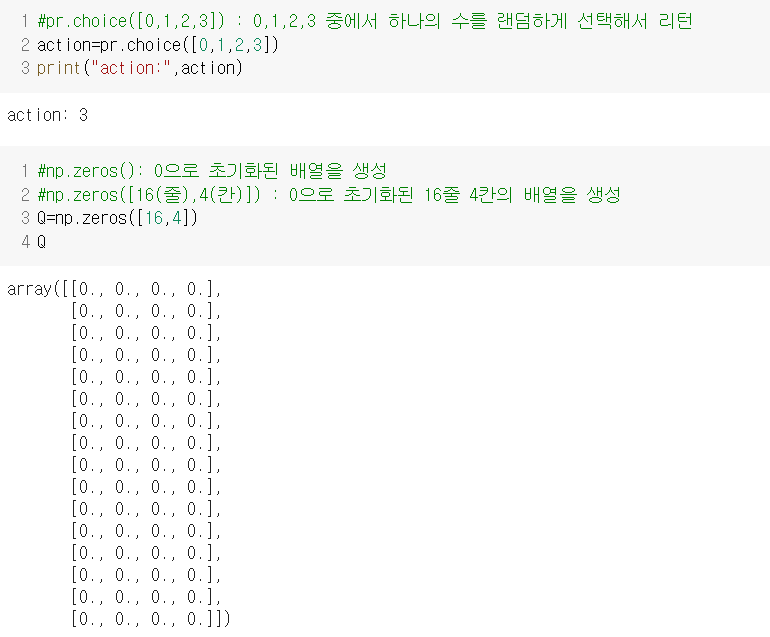 1 #pr.choice([0,1,2,3]) : 0,1,2,3 중에서 하나의 수를 랜덤하게 선택해서 리턴
2 action=pr.choice([0,1,2,3])
3 print("action:",action)
action: 3
1 #np.zeros(): 0으로 초기화된 배열을 생성
2 #np.zeros([16(줄),4(칸)]) : 0으로 초기화된 16줄 4칸의 배열을 생성
3 Q=np.zeros([16,4])
4 Q
array([[0., 0., 0., 0.],
[0., 0., 0., 0.],
[0., 0., 0., 0.],
[0., 0., 0., 0.],
[0., 0., 0., 0.],
[0., 0., 0., 0.],
[0., 0., 0., 0.],
[0., 0., 0., 0.],
[0., 0., 0., 0.],
[0., 0., 0., 0.],
[0., 0., 0., 0.],
[0., 0., 0., 0.],
[0., 0., 0., 0.],
[0., 0., 0., 0.],
[0., 0., 0., 0.],
[0., 0., 0., 0.]])